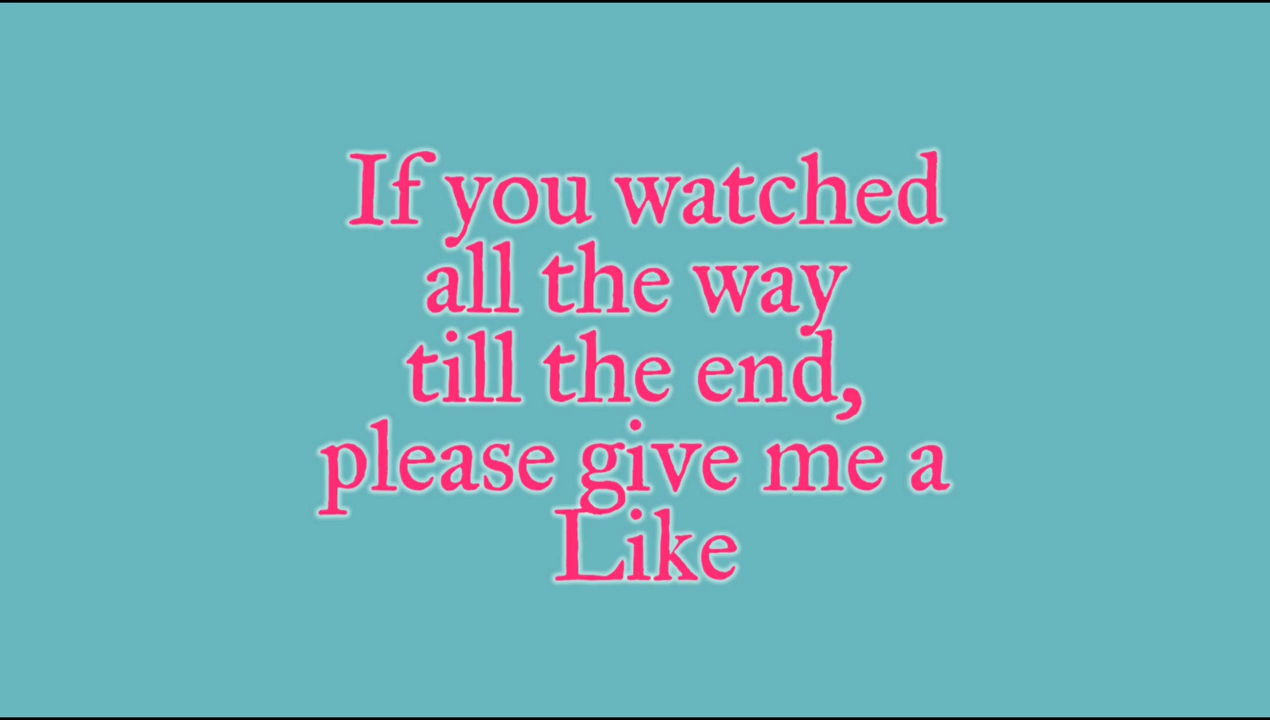 If you watched
all the way
till the end,
please give me a
Like